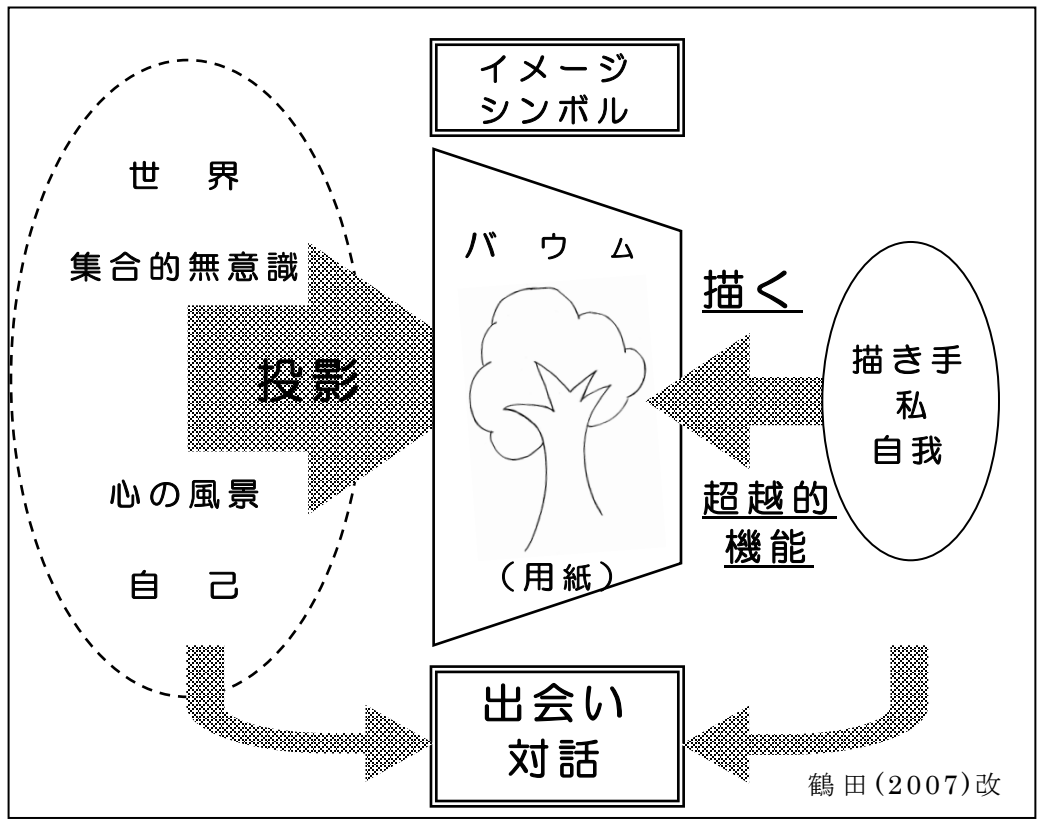 イメージ
シンボル
世　界
集合的無意識
投影
心の風景
自　己
バ　ウ　ム
（用紙）
描く
超越的
機能
描き手
私
自我
出会い
対話
鶴田(2007)改